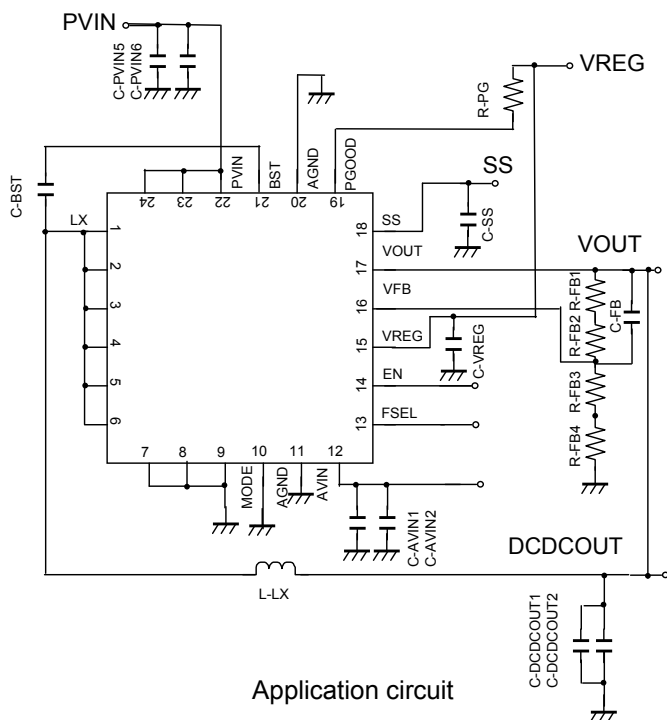 PVIN
C-PVIN5
C-PVIN6
VREG
R-PG
C-BST
PVIN
BST
AGND
PGOOD
24
23
22
21
20
19
SS
C-SS
LX
1
2
3
4
5
6
18
SS
17
VOUT
16
VFB
15
VREG
14
EN
13
FSEL
C-VREG
VOUT
R-FB1
R-FB2
C-FB
R-FB3
R-FB4
7
8
9
10
11
12
MODE
AGND
AVIN
C-AVIN1
C-AVIN2
DCDCOUT
L-LX
C-DCDCOUT1
C-DCDCOUT2
Application circuit